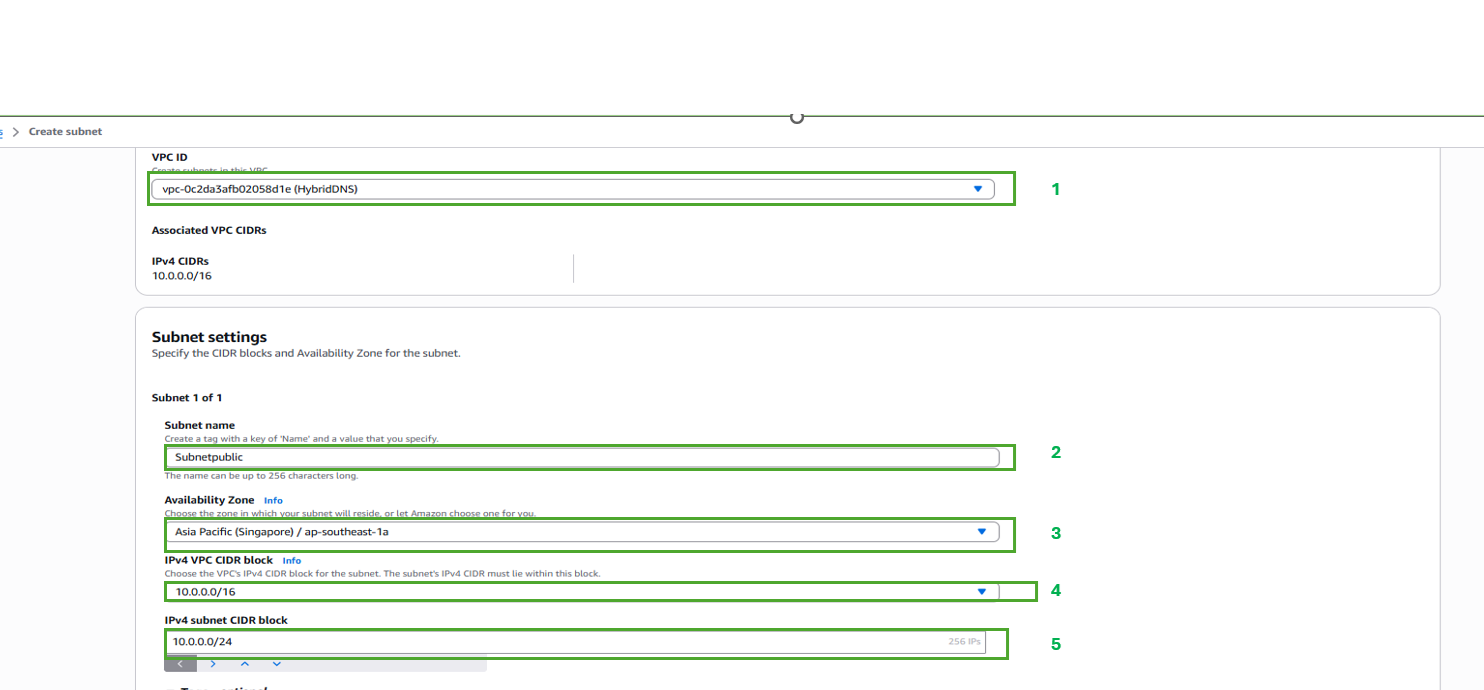 Create subnet
VPC ID
Create subnets in this VPC
vpc-0c2da3afb02058d1e (HybridDNS)
1
Associated VPC CIDRs
IPv4 CIDRs
10.0.0.0/16
Subnet settings
Specify the CIDR blocks and Availability Zone for the subnet.
Subnet 1 of 1
Subnet name
Create a tag with a key of 'Name' and a value that you specify.
Subnetpublic
2
The name can be up to 256 characters long.
Availability Zone Info
Choose the zone in which your subnet will reside, or let Amazon choose one for you.
Asia Pacific (Singapore) / ap-southeast-1a
3
IPv4 VPC CIDR block Info
Choose the VPC's IPv4 CIDR block for the subnet. The subnet's IPv4 CIDR must lie within this block.
10.0.0.0/16
4
IPv4 subnet CIDR block
10.0.0.0/24 256 IPs
5